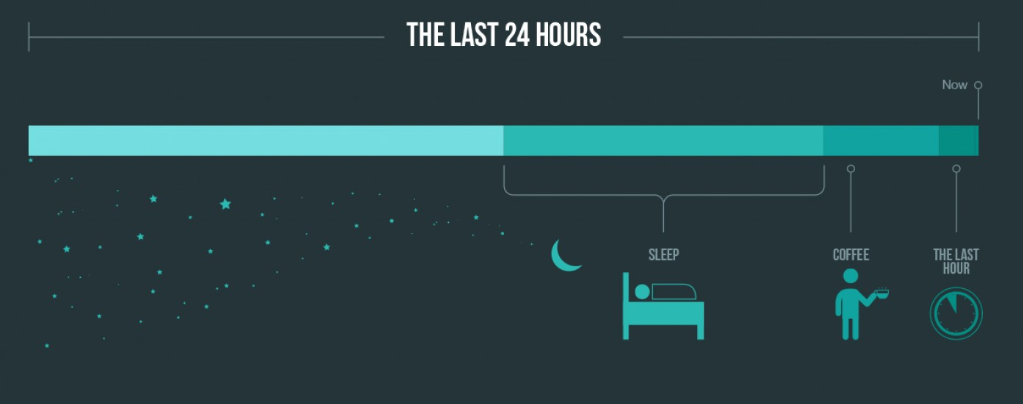 THE LAST 24 HOURS
Now
SLEEP
COFFEE
THE LAST
HOUR